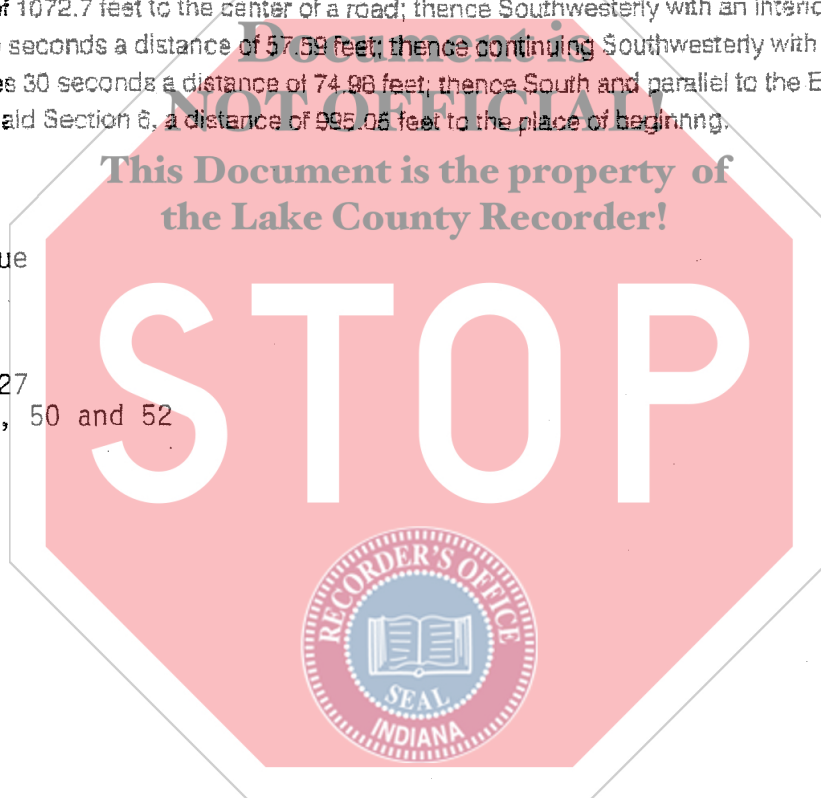 of 1072.7 feet to the center of a road; thence Southwesterly with an interio
seconds a distance of 57.59 feet; thence continuing Southwesterly with
es 30 seconds a distance of 74.98 feet; thence South and parallel to the E
aid Section 6, a distance of 995.05 feet to the place of beginnng.
Document is
NOT OFFICIAL!
This Document is the property of
the Lake County Recorder!
ue
STOP
27
, 50 and 52
RECORDER'S OFFICE
SEAL
INDIANA